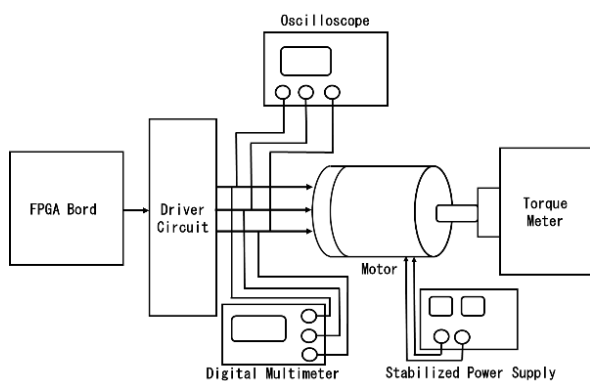 Oscilloscope
FPGA Bord
Driver
Circuit
Torque
Meter
Motor
Digital Multimeter
Stabilized Power Supply